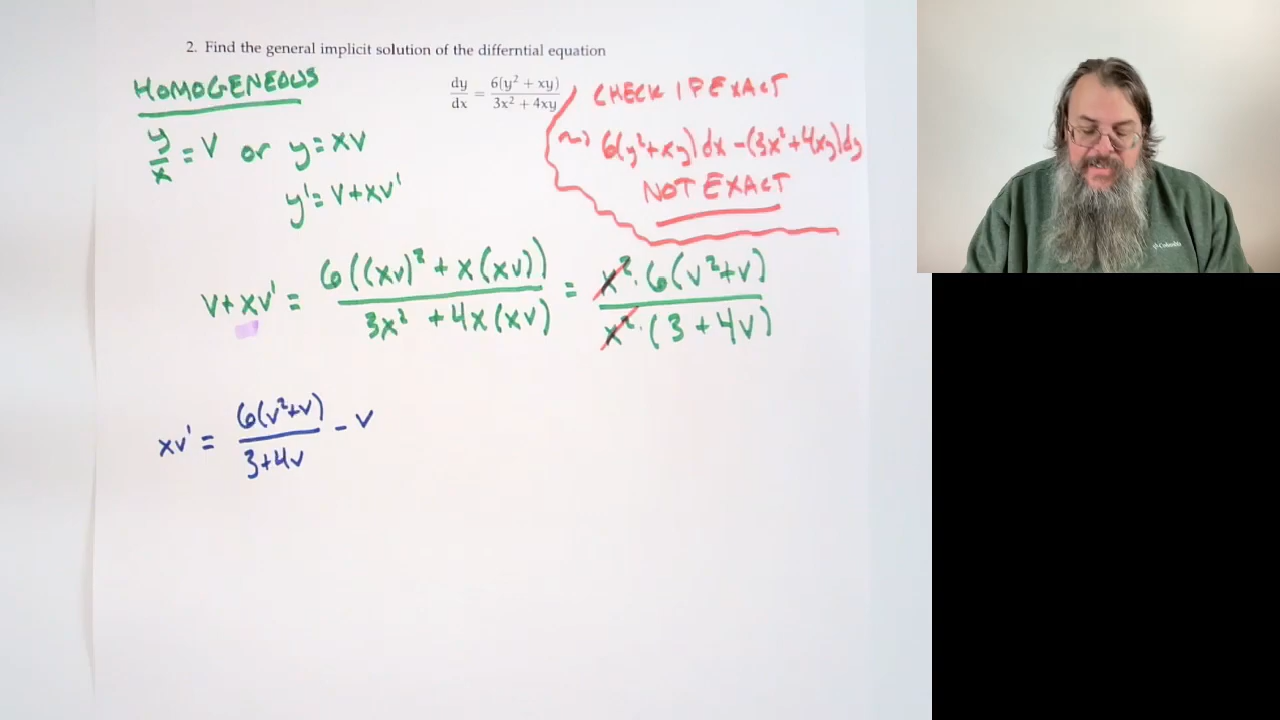 2. Find the general implicit solution of the differntial equation
HOMOGENEOUS
dy/dx = 6(y² + xy)/(3x² + 4xy)
CHECK IF EXACT
y/x = v or y = xv
~> 6(y²+xy)dx - (3x²+4xy)dy
y' = v + xv'
NOT EXACT
v + xv' = 6((xv)² + x(xv))/(3x² + 4x(xv)) = x²·6(v²+v)/(x²·(3 + 4v))
xv' = 6(v²+v)/(3+4v) - v
Columbia